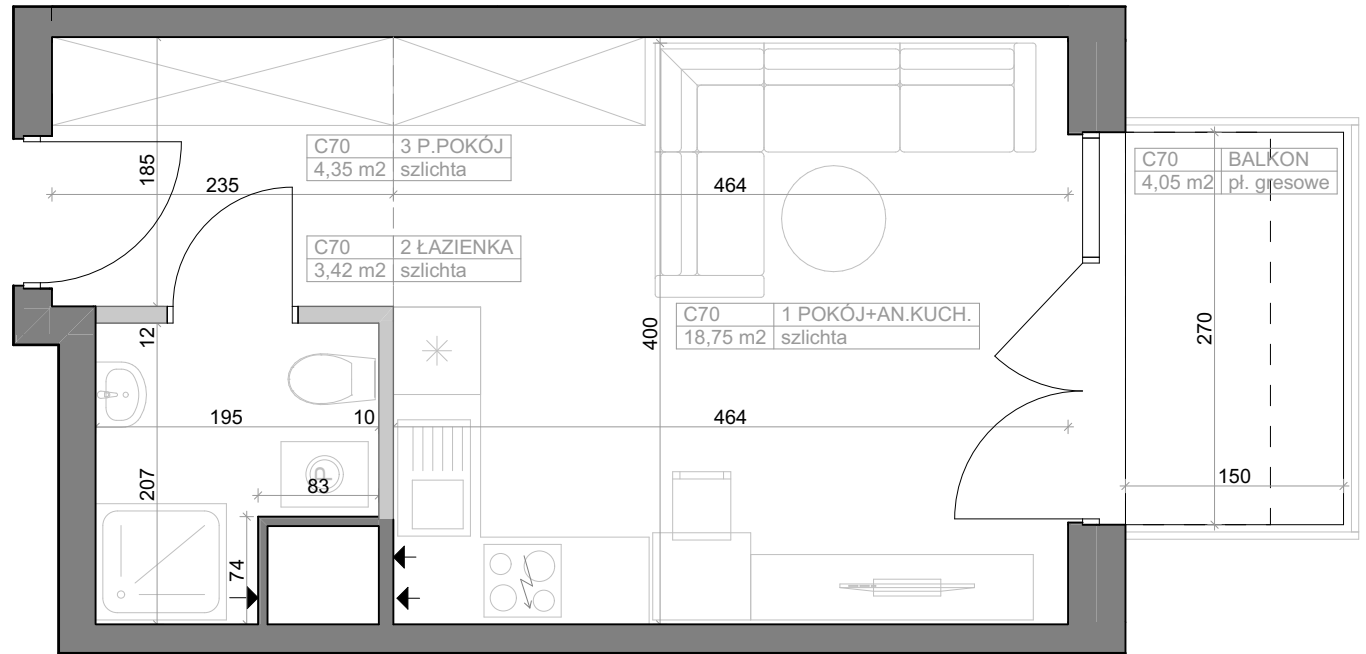 C70 3 P.POKÓJ
4,35 m2 szlichta
185
235
464
C70 BALKON
4,05 m2 pł. gresowe
C70 2 ŁAZIENKA
3,42 m2 szlichta
C70 1 POKÓJ+AN.KUCH.
18,75 m2 szlichta
12
400
270
195
10
464
207
83
150
74
P